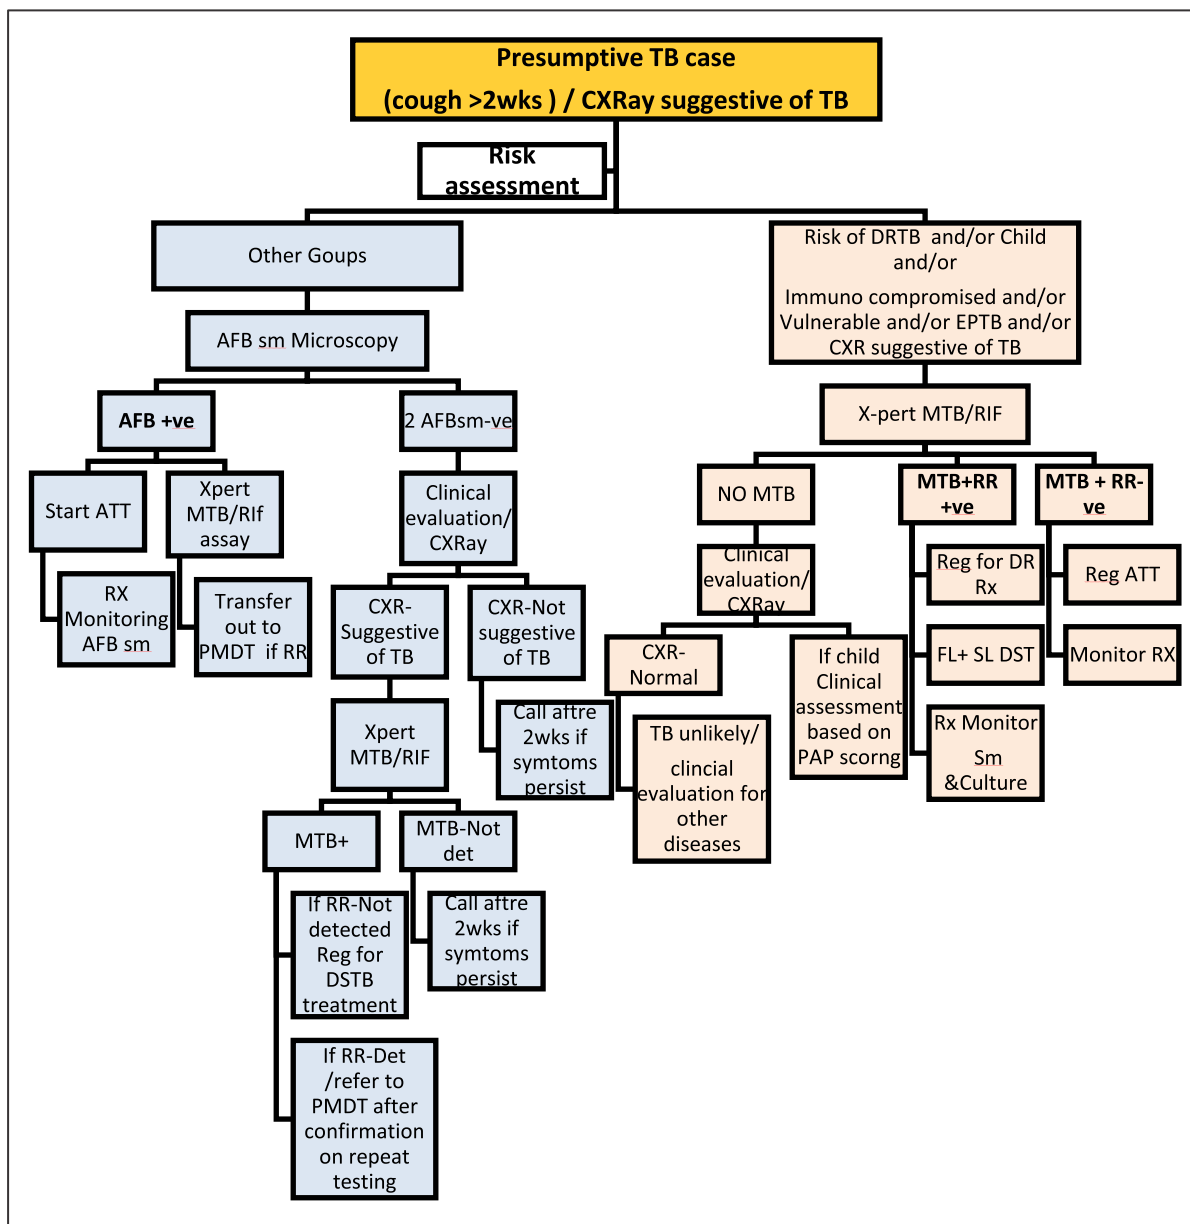 Presumptive TB case
(cough >2wks ) / CXRay suggestive of TB
Risk
assessment
Other Goups
AFB sm Microscopy
AFB +ve
Start ATT
RX
Monitoring
AFB sm
Xpert
MTB/RIf
assay
Transfer
out to
PMDT if RR
2 AFBsm-ve
Clinical
evaluation/
CXRay
CXR-
Suggestive
of TB
Xpert
MTB/RIF
MTB+
If RR-Not
detected
Reg for
DSTB
treatment
If RR-Det
/refer to
PMDT after
confirmation
on repeat
testing
MTB-Not
det
Call aftre
2wks if
symtoms
persist
CXR-Not
suggestive
of TB
Call aftre
2wks if
symtoms
persist
Risk of DRTB and/or Child
and/or
Immuno compromised and/or
Vulnerable and/or EPTB and/or
CXR suggestive of TB
X-pert MTB/RIF
NO MTB
Clinical
evaluation/
CXRay
CXR-
Normal
TB unlikely/
clincial
evaluation for
other
diseases
If child
Clinical
assessment
based on
PAP scorng
MTB+RR
+ve
Reg for DR
Rx
FL+ SL DST
Rx Monitor
Sm
&Culture
MTB + RR-
ve
Reg ATT
Monitor RX